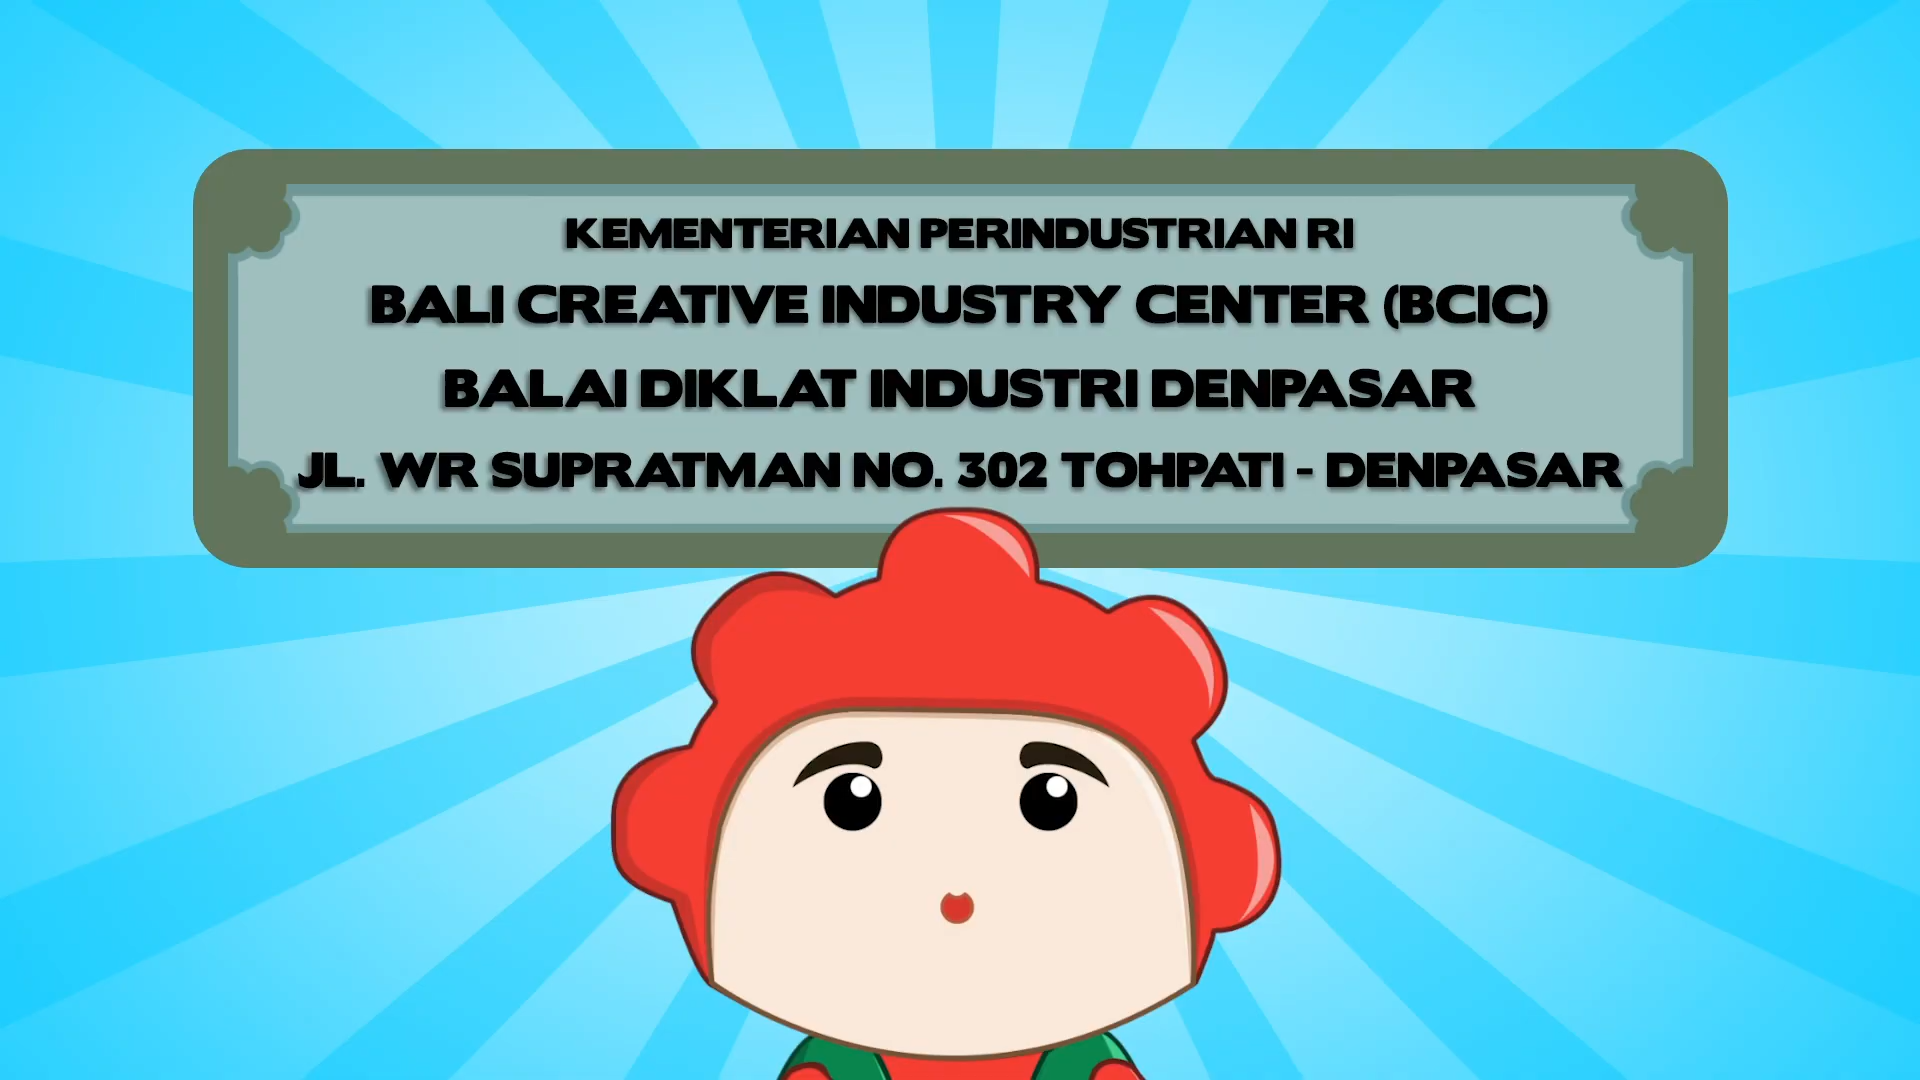 KEMENTERIAN PERINDUSTRIAN RI
BALI CREATIVE INDUSTRY CENTER (BCIC)
BALAI DIKLAT INDUSTRI DENPASAR
JL. WR SUPRATMAN NO. 302 TOHPATI - DENPASAR